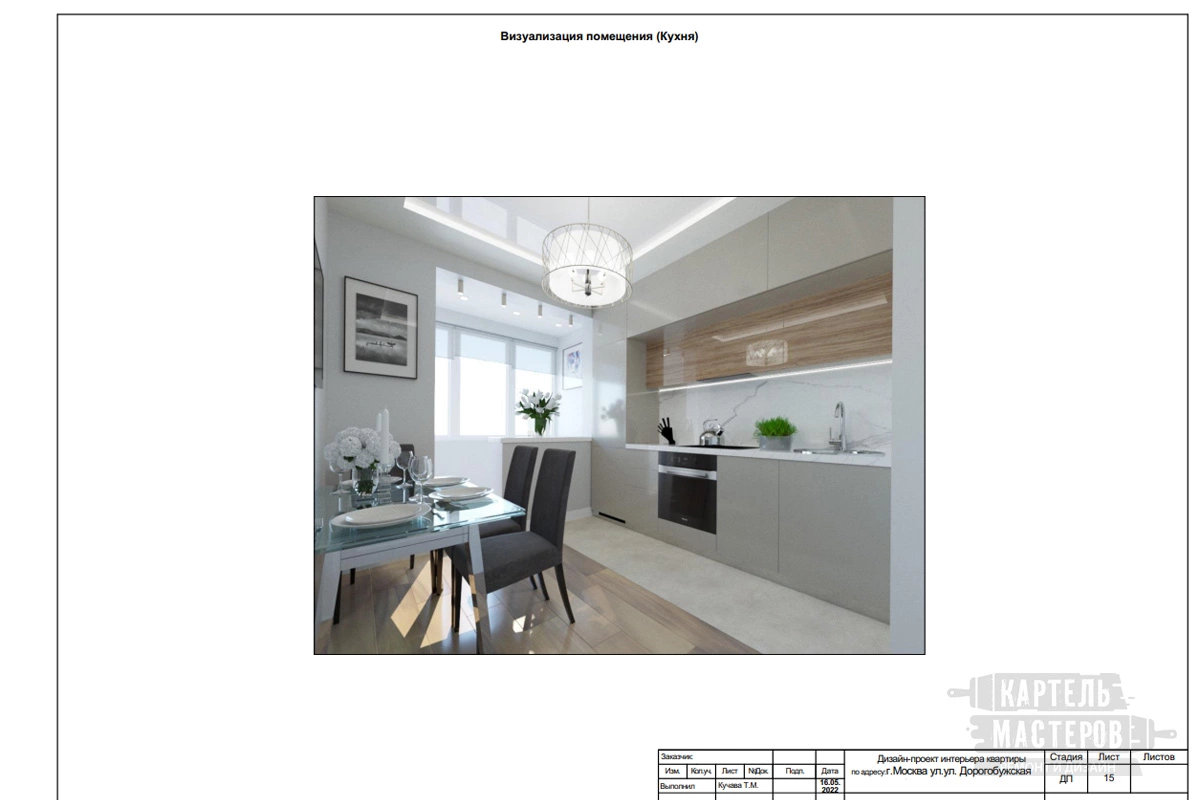 Визуализация помещения (Кухня)
КАРТЕЛЬ
МАСТЕРОВ
Заказчик:
Изм. Кол.уч. Лист №Док. Подп. Дата
Выполнил Кучава Т.М. 16.05.
2022
Дизайн-проект интерьера квартиры
по адресу:г.Москва ул.ул. Дорогобужская
Стадия Лист Листов
ДП 15